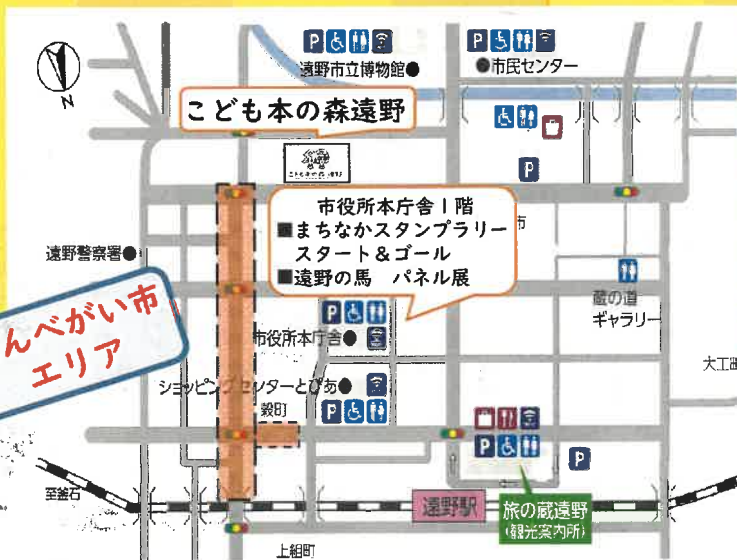 N
P
遠野市立博物館
P
市民センター
こども本の森遠野
P
市役所本庁舎1階
■まちなかスタンプラリー
スタート&ゴール
■遠野の馬 パネル展
市
遠野警察署
蔵の道
ギャラリー
んべがい市
エリア
P
市役所本庁舎
大工町
ショッピングセンターとぴあ
穀町
P
P
P
至釜石
遠野駅
旅の蔵遠野
(観光案内所)
上組町